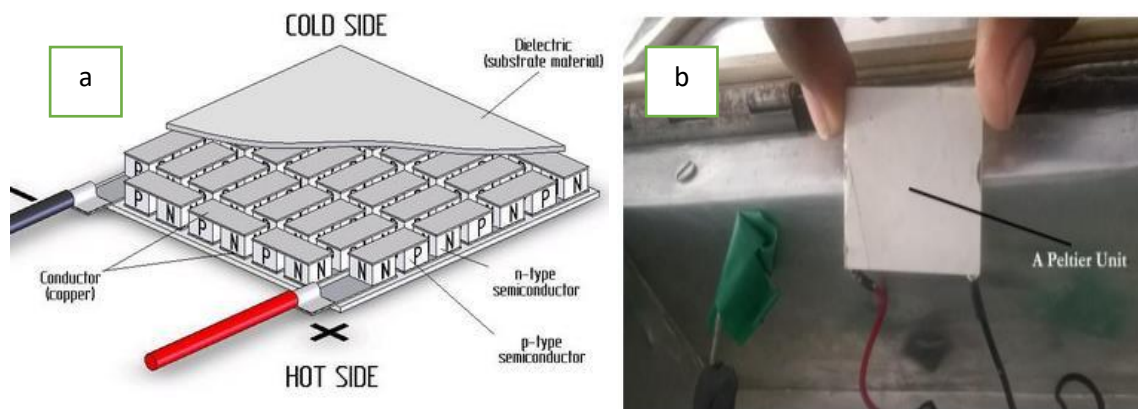 a
COLD SIDE
Dielectric
(substrate material)
P
N
P
N
P
N
P
N
P
N
N
N
P
N
P
N
P
N
Conductor
(copper)
n-type
semiconductor
p-type
semiconductor
HOT SIDE
b
A Peltier Unit